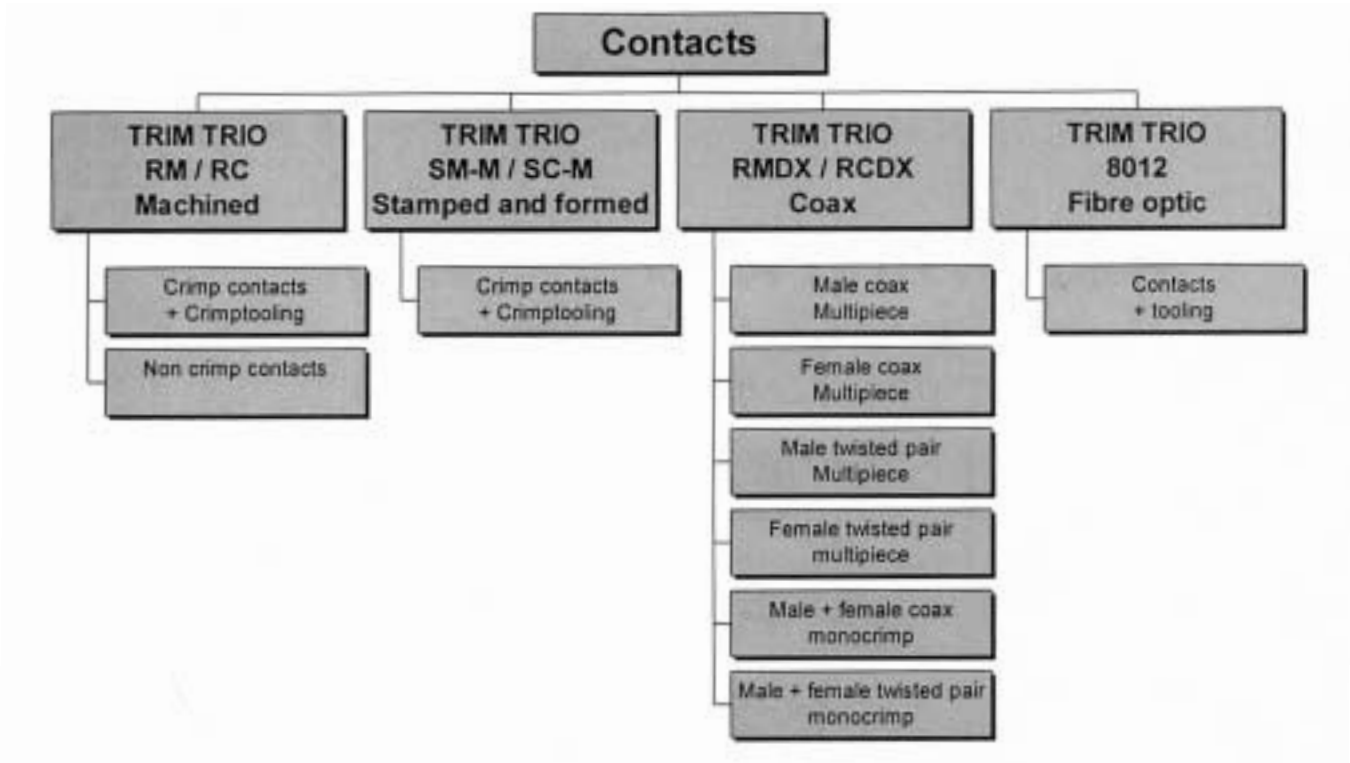 Contacts
TRIM TRIO
RM / RC
Machined
TRIM TRIO
SM-M / SC-M
Stamped and formed
TRIM TRIO
RMDX / RCDX
Coax
TRIM TRIO
8012
Fibre optic
Crimp contacts
+ Crimptooling
Non crimp contacts
Crimp contacts
+ Crimptooling
Male coax
Multipiece
Female coax
Multipiece
Male twisted pair
Multipiece
Female twisted pair
multipiece
Male + female coax
monocrimp
Male + female twisted pair
monocrimp
Contacts
+ tooling